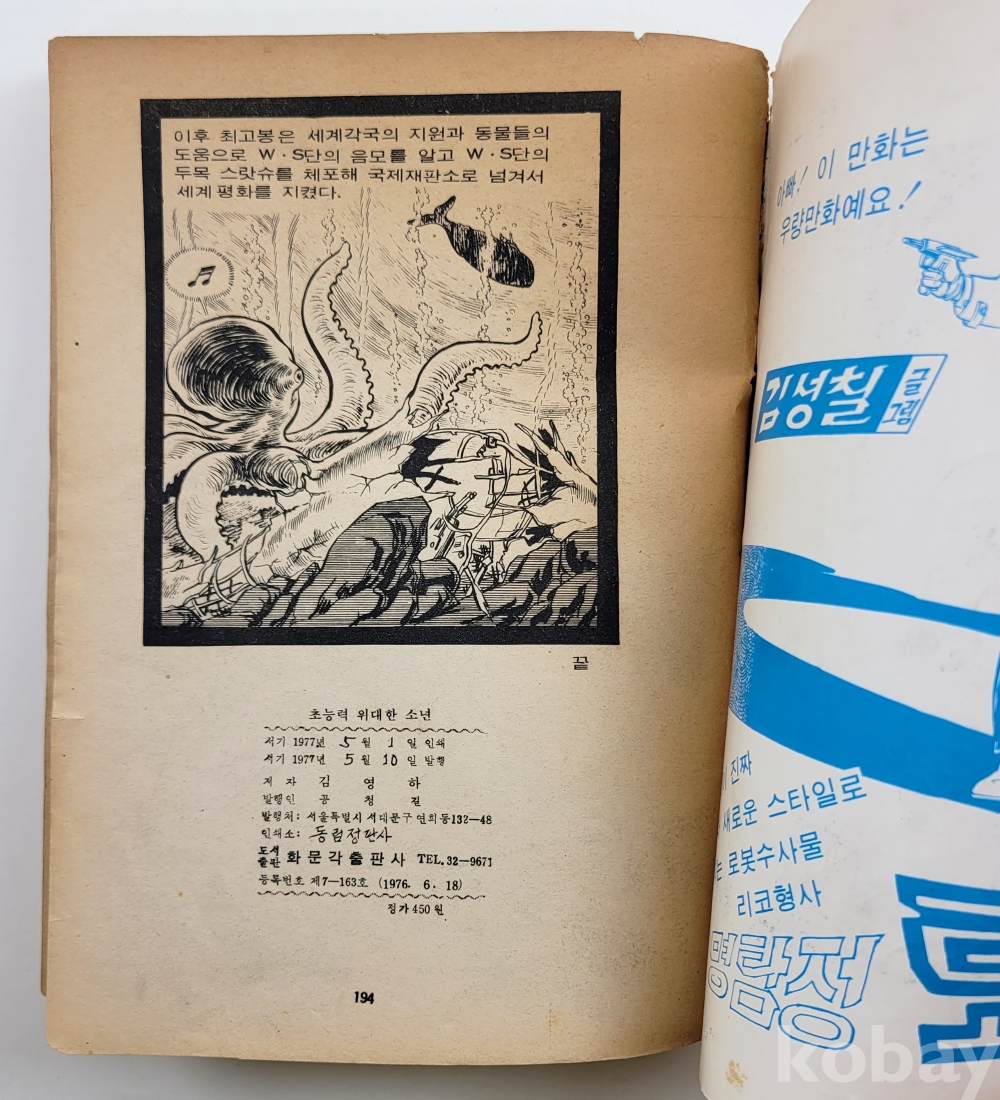 이후 최고봉은 세계각국의 지원과 동물들의
도움으로 W·S단의 음모를 알고 W·S단의
두목 스랏슈를 체포해 국제재판소로 넘겨서
세계평화를 지켰다.
끝
초능력 위대한 소년
서기 1977년 5월 1일 인쇄
서기 1977년 5월 10일 발행
저자 김영하
발행인 공청길
발행처: 서울특별시 서대문구 연희동132—48
인쇄소: 동림정판사
도서출판 화문각출판사 TEL. 32—9671
등록번호 제7—163호 (1976. 6. 18)
정가 450원
194
아빠! 이 만화는
우량만화예요!
김성칠 글 그림
진짜
새로운 스타일로
는 로봇수사물
리코형사
명탐정
kobay